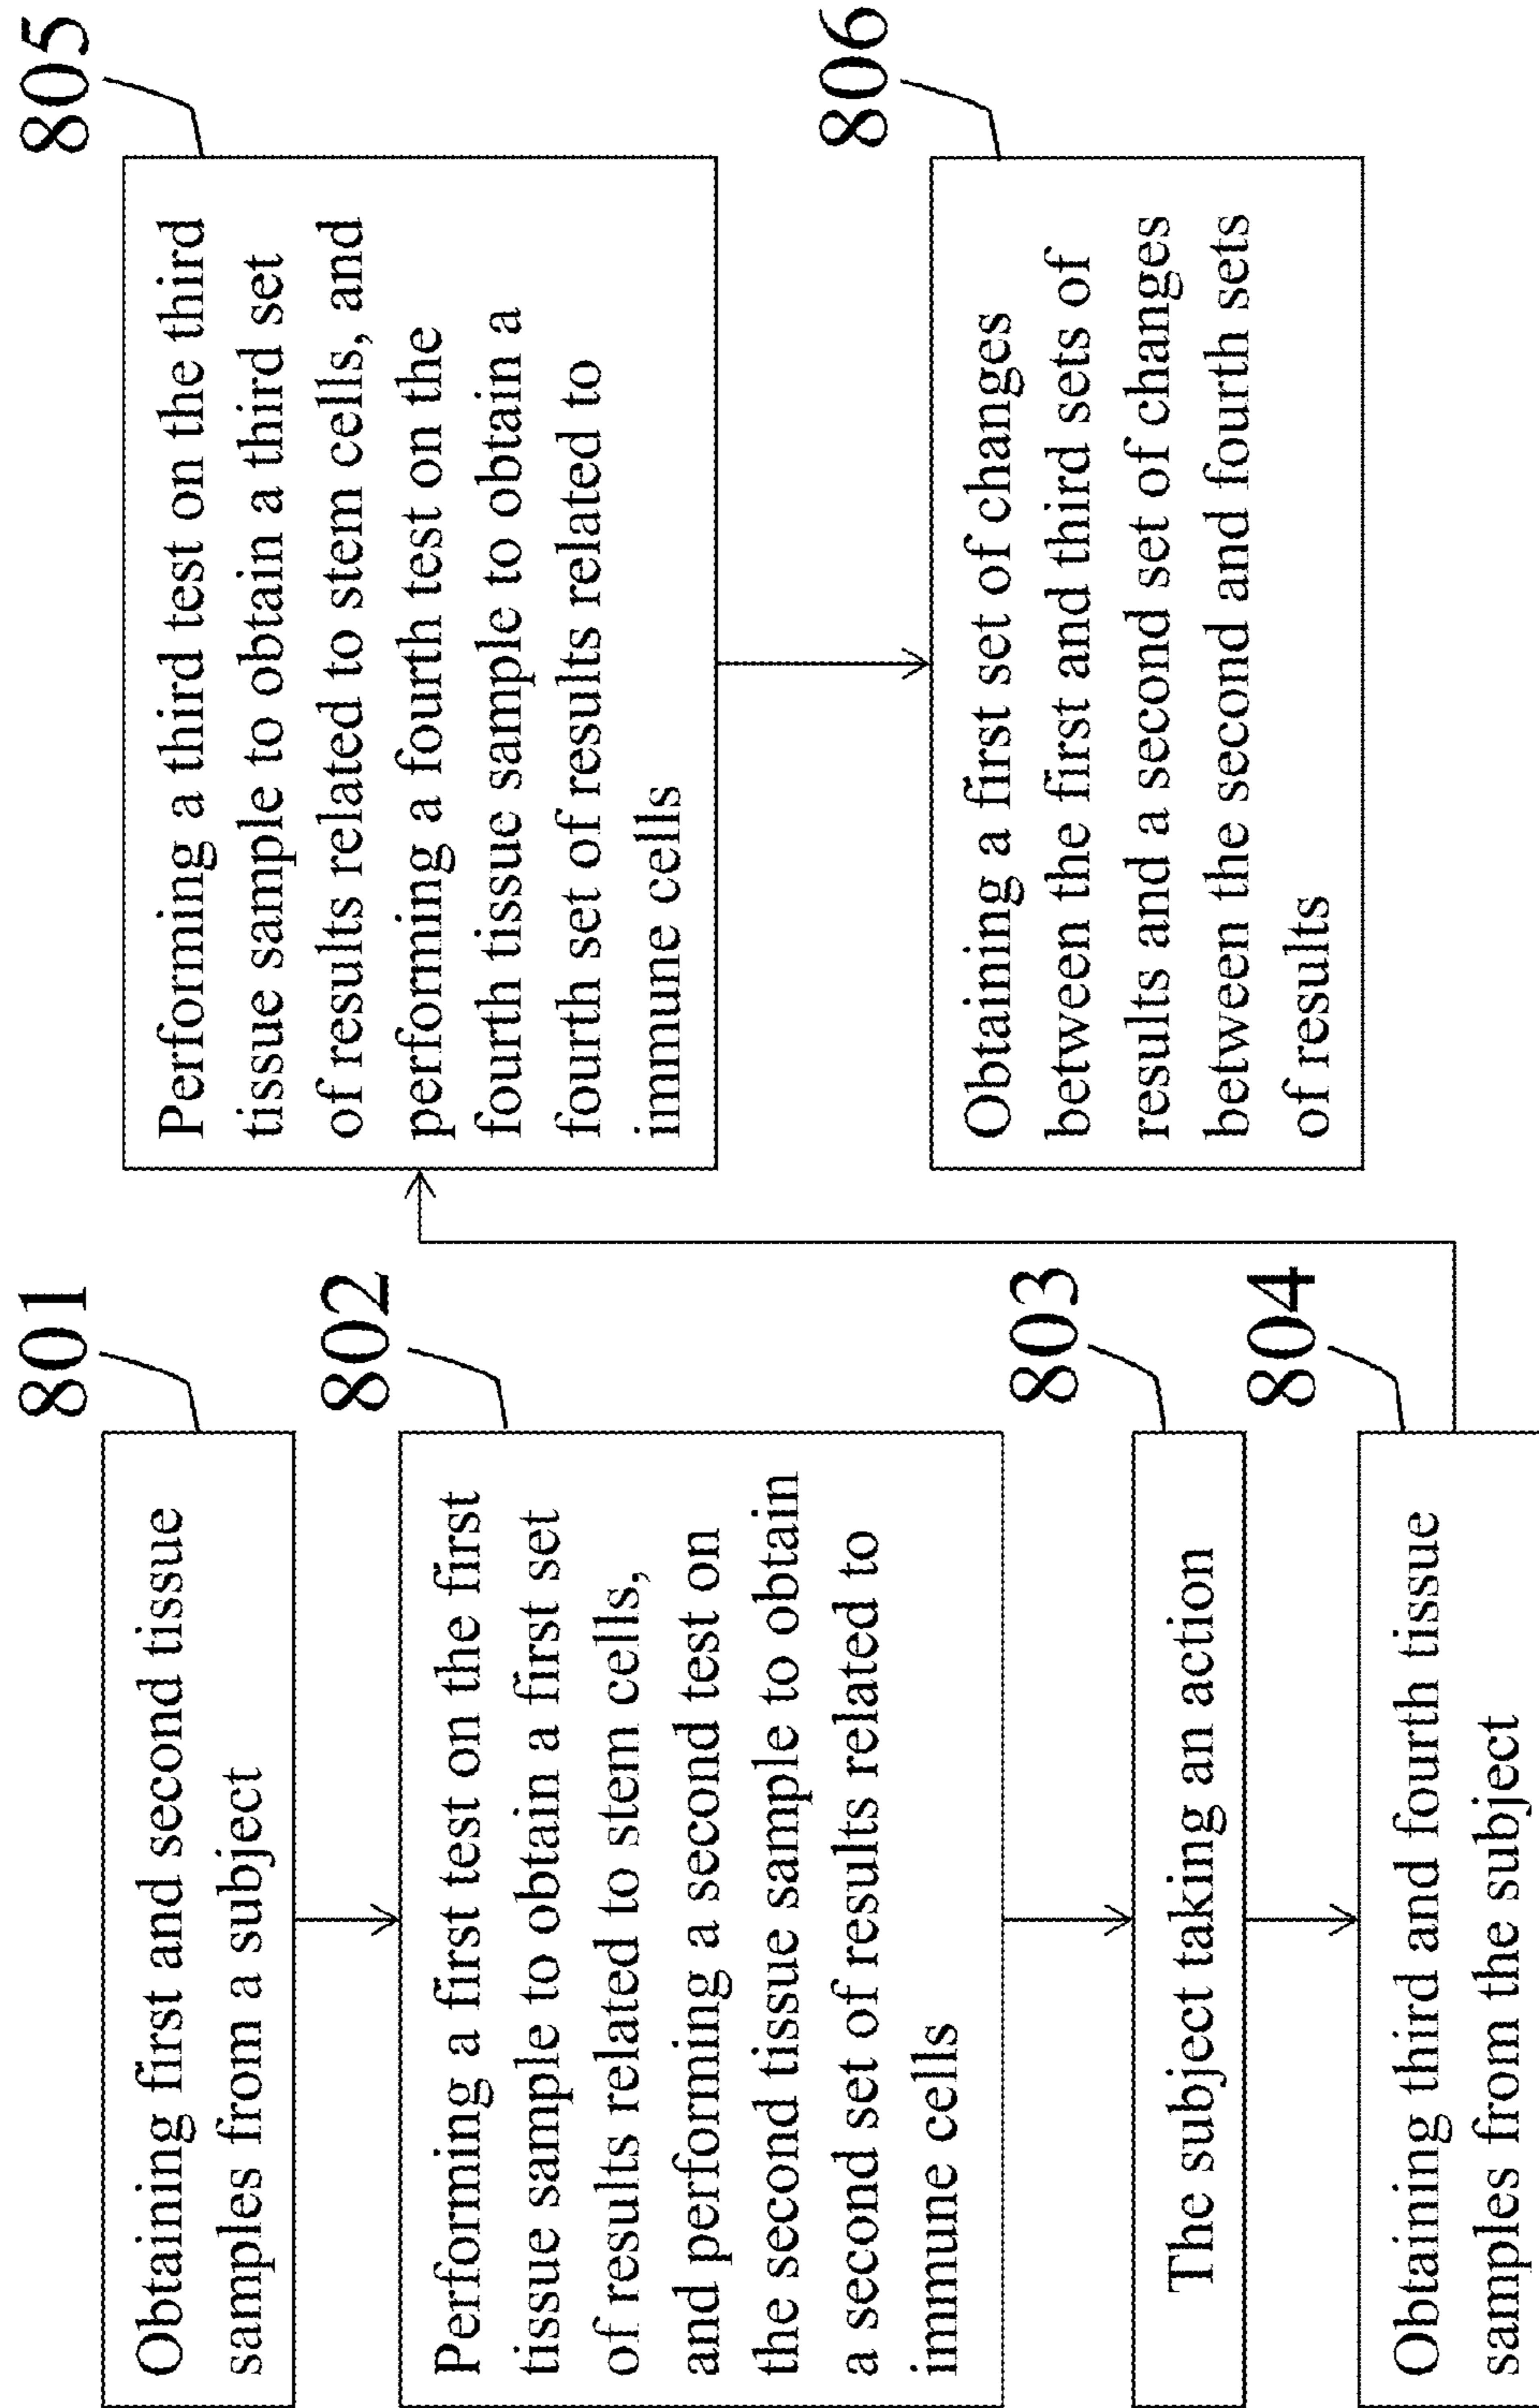 801
Obtaining first and second tissue
samples from a subject
802
Performing a first test on the first
tissue sample to obtain a first set
of results related to stem cells,
and performing a second test on
the second tissue sample to obtain
a second set of results related to
immune cells
803
The subject taking an action
804
Obtaining third and fourth tissue
samples from the subject
805
Performing a third test on the third
tissue sample to obtain a third set
of results related to stem cells, and
performing a fourth test on the
fourth tissue sample to obtain a
fourth set of results related to
immune cells
806
Obtaining a first set of changes
between the first and third sets of
results and a second set of changes
between the second and fourth sets
of results